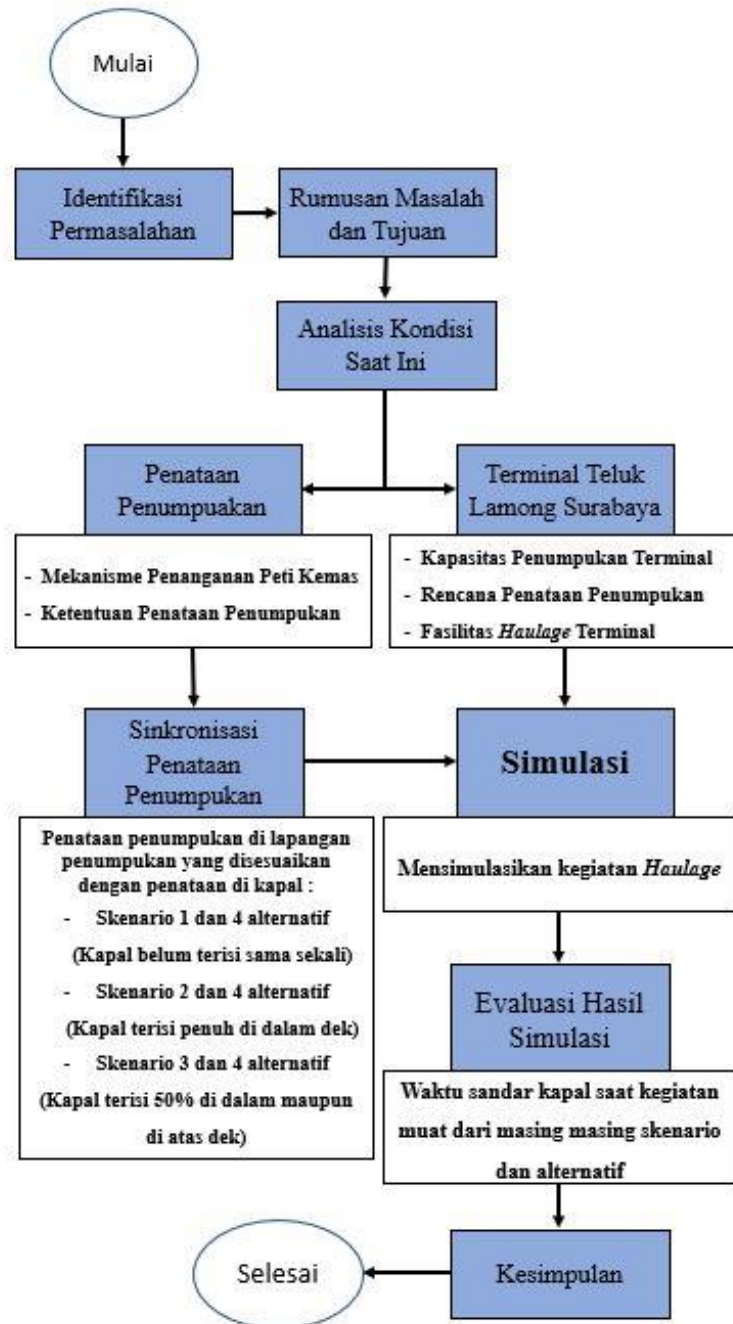 Mulai
Identifikasi
Permasalahan
Rumusan Masalah
dan Tujuan
Analisis Kondisi
Saat Ini
Penataan
Penumpuakan
- Mekanisme Penanganan Peti Kemas
- Ketentuan Penataan Penumpukan
Terminal Teluk
Lamong Surabaya
- Kapasitas Penumpukan Terminal
- Rencana Penataan Penumpukan
- Fasilitas Haulage Terminal
Sinkronisasi
Penataan
Penumpukan
Penataan penumpukan di lapangan
penumpukan yang disesuaikan
dengan penataan di kapal :
- Skenario 1 dan 4 alternatif
(Kapal belum terisi sama sekali)
- Skenario 2 dan 4 alternatif
(Kapal terisi penuh di dalam dek)
- Skenario 3 dan 4 alternatif
(Kapal terisi 50% di dalam maupun
di atas dek)
Simulasi
Mensimulasikan kegiatan Haulage
Evaluasi Hasil
Simulasi
Waktu sandar kapal saat kegiatan
muat dari masing masing skenario
dan alternatif
Kesimpulan
Selesai